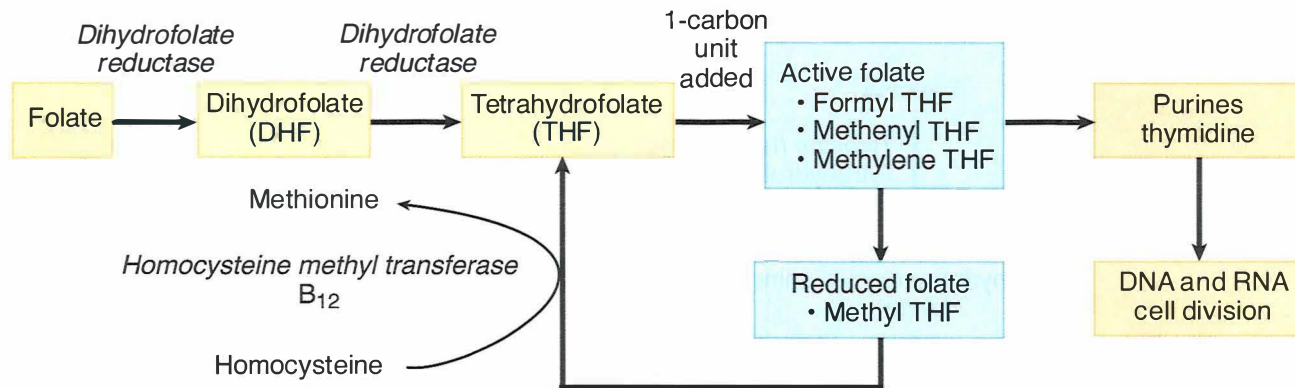 Dihydrofolate
reductase
Dihydrofolate
reductase
1-carbon
unit
added
Folate
Dihydrofolate
(DHF)
Tetrahydrofolate
(THF)
Active folate
• Formyl THF
• Methenyl THF
• Methylene THF
Purines
thymidine
Methionine
Homocysteine methyl transferase
B₁₂
Homocysteine
Reduced folate
• Methyl THF
DNA and RNA
cell division